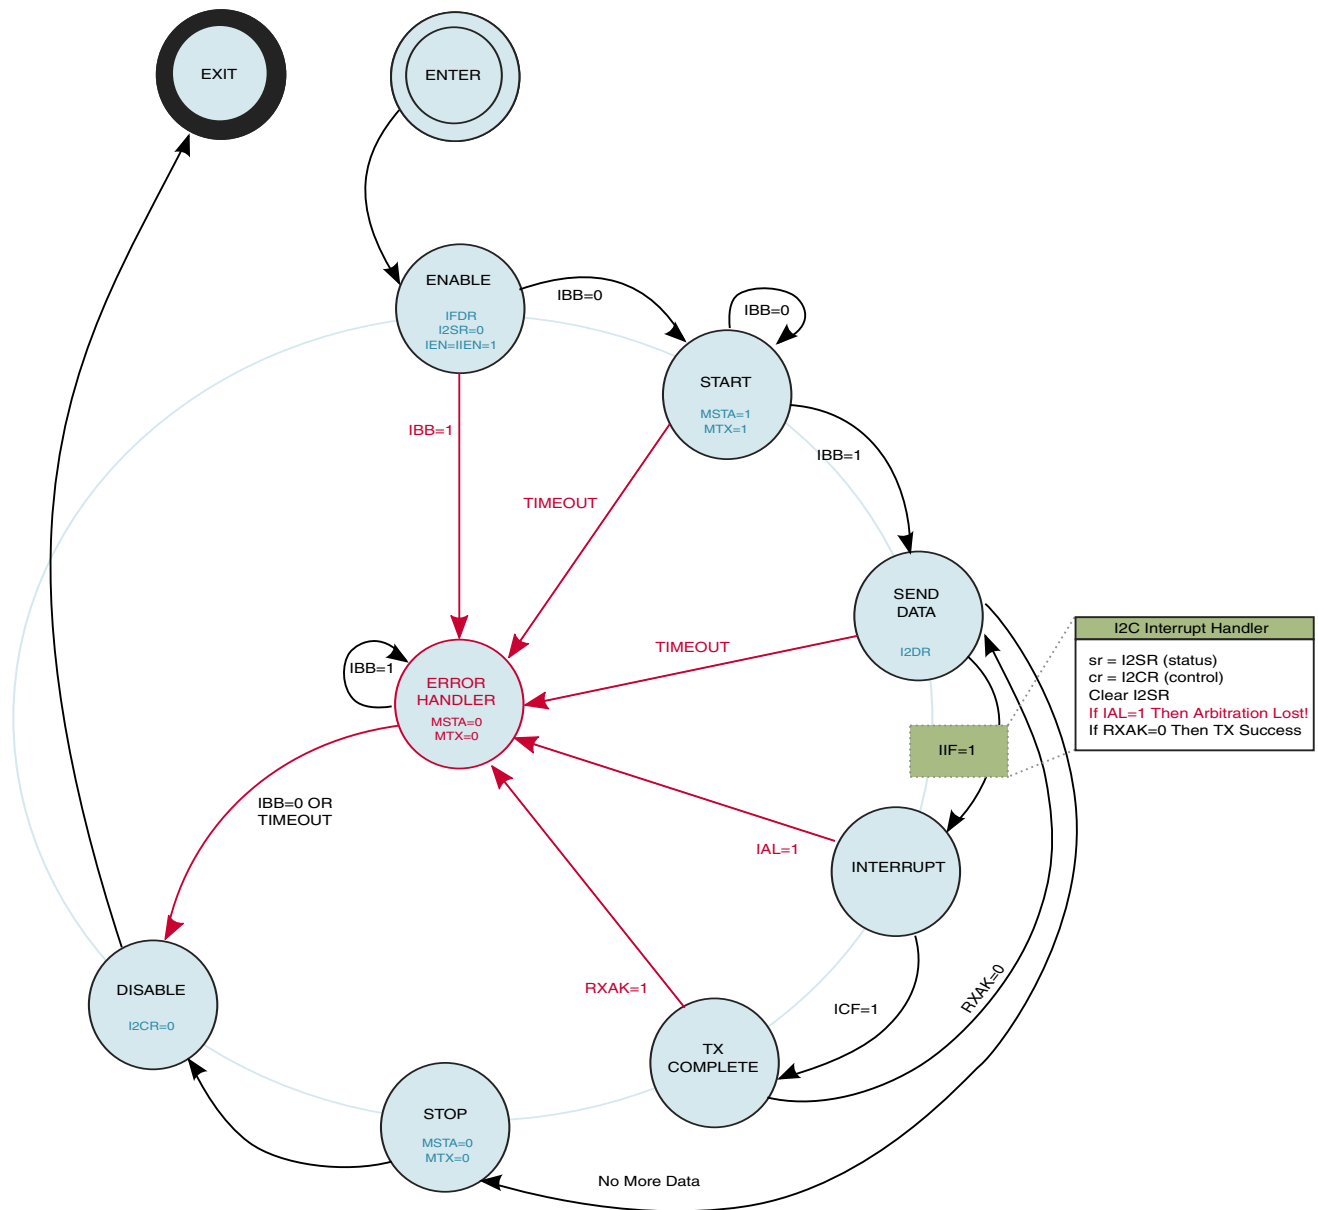 EXIT
ENTER
ENABLE
IFDR
I2SR=0
IEN=IIEN=1
IBB=0
IBB=0
START
MSTA=1
MTX=1
IBB=1
IBB=1
TIMEOUT
SEND
DATA
I2DR
TIMEOUT
I2C Interrupt Handler
sr = I2SR (status)
cr = I2CR (control)
Clear I2SR
If IAL=1 Then Arbitration Lost!
If RXAK=0 Then TX Success
IBB=1
ERROR
HANDLER
MSTA=0
MTX=0
IIF=1
IBB=0 OR
TIMEOUT
IAL=1
INTERRUPT
DISABLE
I2CR=0
RXAK=1
ICF=1
RXAK=0
TX
COMPLETE
STOP
MSTA=0
MTX=0
No More Data